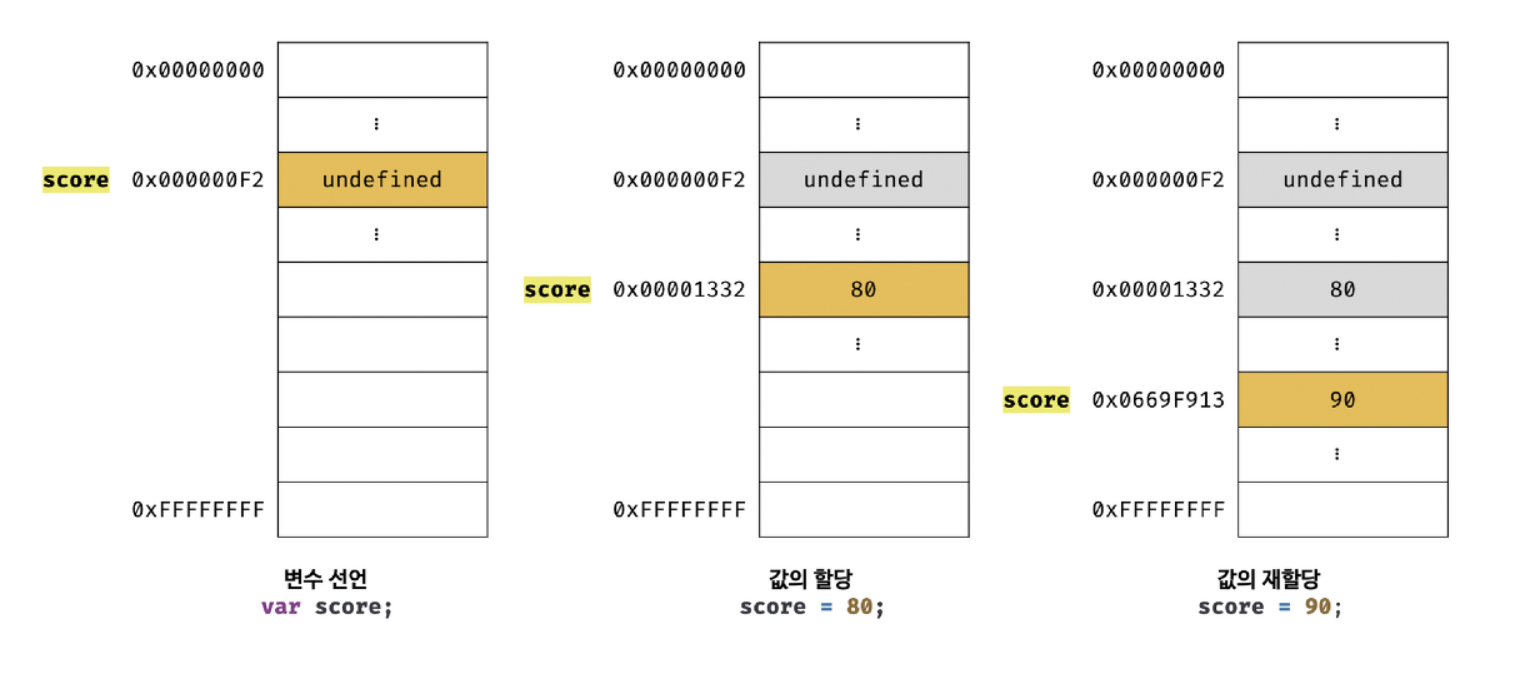 0x00000000
⋮
score 0x000000F2 undefined
⋮
0xFFFFFFFF
변수 선언
var score;
0x00000000
⋮
0x000000F2 undefined
⋮
score 0x00001332 80
⋮
0xFFFFFFFF
값의 할당
score = 80;
0x00000000
⋮
0x000000F2 undefined
⋮
0x00001332 80
⋮
score 0x0669F913 90
⋮
0xFFFFFFFF
값의 재할당
score = 90;